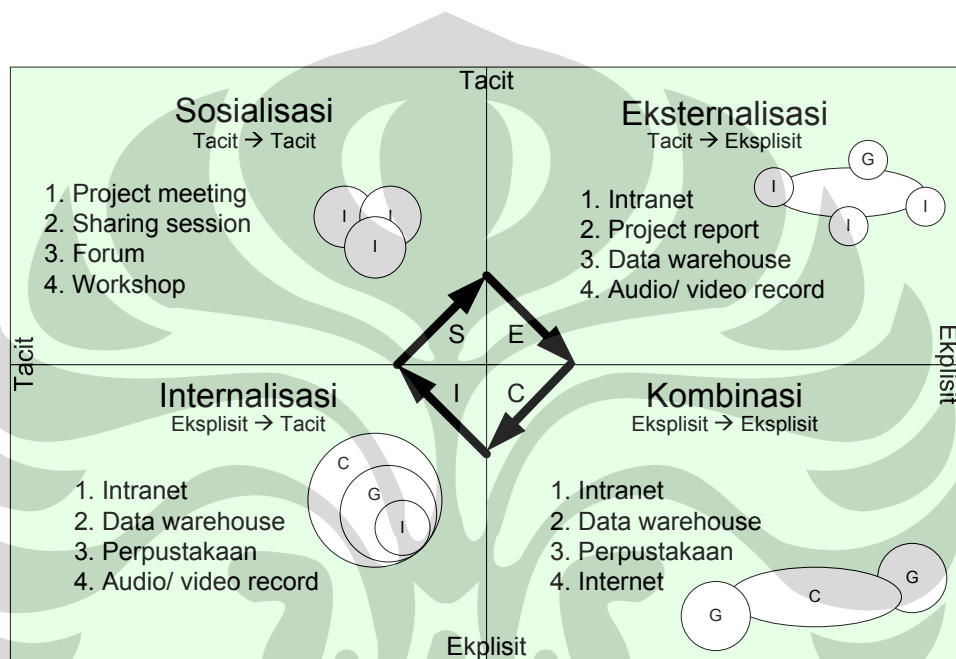 Tacit
Sosialisasi
Tacit → Tacit
1. Project meeting
2. Sharing session
3. Forum
4. Workshop
I
I
I
Eksternalisasi
Tacit → Eksplisit
1. Intranet
2. Project report
3. Data warehouse
4. Audio/ video record
G
I
I
I
S
E
I
C
Tacit
Ekplisit
Internalisasi
Eksplisit → Tacit
1. Intranet
2. Data warehouse
3. Perpustakaan
4. Audio/ video record
C
G
I
Kombinasi
Eksplisit → Eksplisit
1. Intranet
2. Data warehouse
3. Perpustakaan
4. Internet
G
C
G
Ekplisit